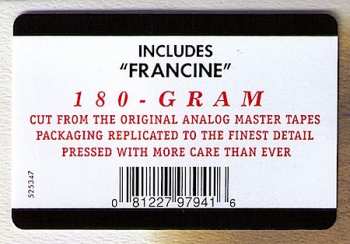 INCLUDES
"FRANCINE"
180-GRAM
CUT FROM THE ORIGINAL ANALOG MASTER TAPES
PACKAGING REPLICATED TO THE FINEST DETAIL
PRESSED WITH MORE CARE THAN EVER
525347
0 81227 97941 6